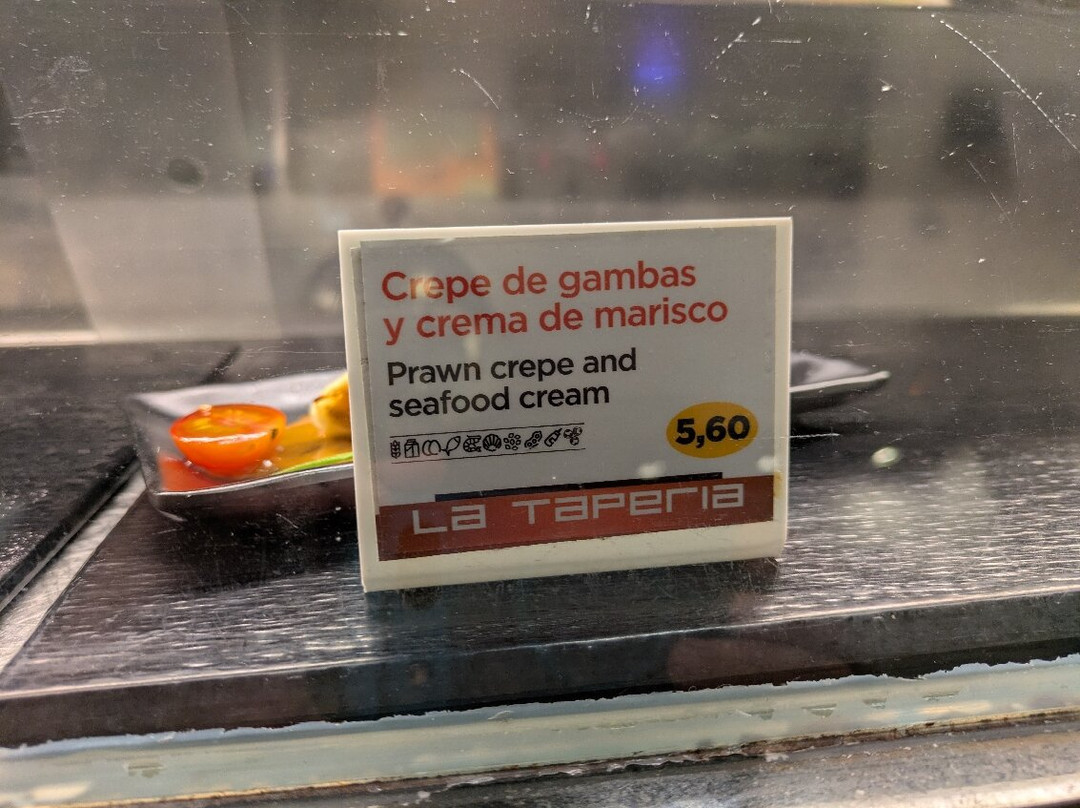 Crepe de gambas
y crema de marisco
Prawn crepe and
seafood cream
5,60
La Taperia